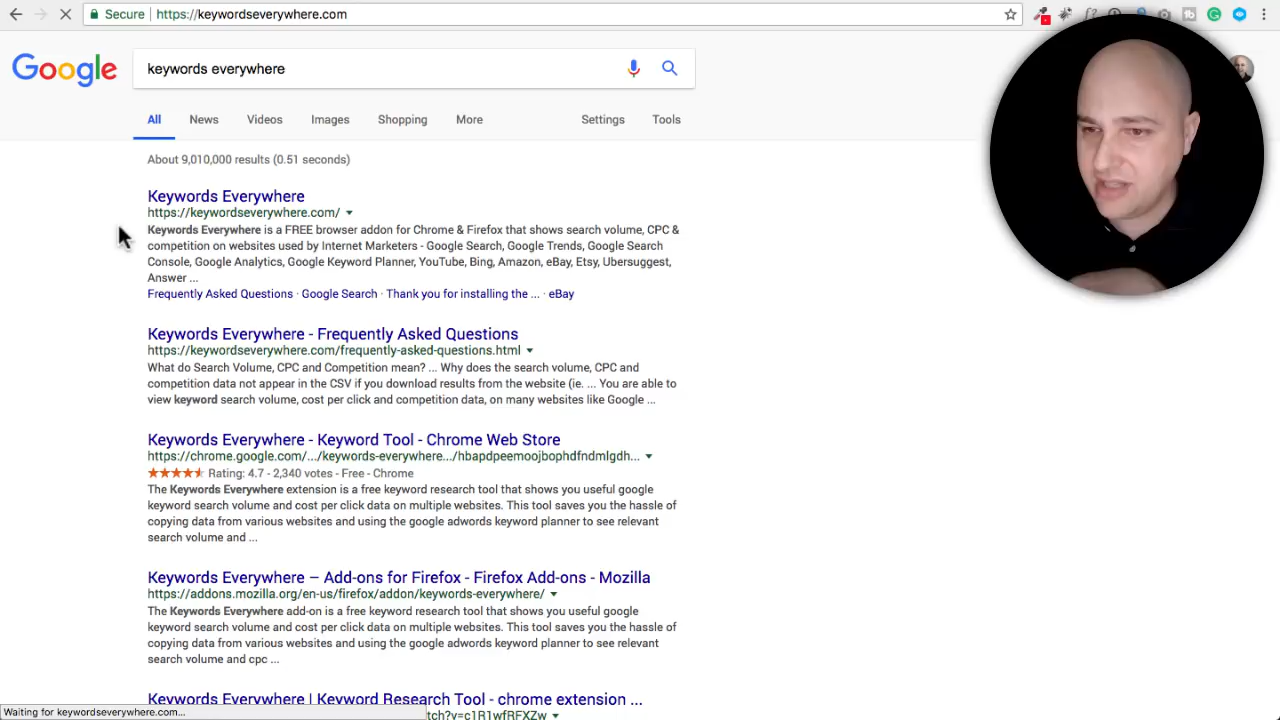 Secure https://keywordseverywhere.com
Google
keywords everywhere
All News Videos Images Shopping More Settings Tools
About 9,010,000 results (0.51 seconds)
Keywords Everywhere
https://keywordseverywhere.com/
Keywords Everywhere is a FREE browser addon for Chrome & Firefox that shows search volume, CPC &
competition on websites used by Internet Marketers - Google Search, Google Trends, Google Search
Console, Google Analytics, Google Keyword Planner, YouTube, Bing, Amazon, eBay, Etsy, Ubersuggest,
Answer ...
Frequently Asked Questions · Google Search · Thank you for installing the ... · eBay
Keywords Everywhere - Frequently Asked Questions
https://keywordseverywhere.com/frequently-asked-questions.html
What do Search Volume, CPC and Competition mean? ... Why does the search volume, CPC and
competition data not appear in the CSV if you download results from the website (ie. ... You are able to
view keyword search volume, cost per click and competition data, on many websites like Google ...
Keywords Everywhere - Keyword Tool - Chrome Web Store
https://chrome.google.com/.../keywords-everywhere.../hbapdpeemoojbophdfndmlgdh...
Rating: 4.7 - 2,340 votes - Free - Chrome
The Keywords Everywhere extension is a free keyword research tool that shows you useful google
keyword search volume and cost per click data on multiple websites. This tool saves you the hassle of
copying data from various websites and using the google adwords keyword planner to see relevant
search volume and ...
Keywords Everywhere – Add-ons for Firefox - Firefox Add-ons - Mozilla
https://addons.mozilla.org/en-us/firefox/addon/keywords-everywhere/
The Keywords Everywhere add-on is a free keyword research tool that shows you useful google
keyword search volume and cost per click data on multiple websites. This tool saves you the hassle of
copying data from various websites and using the google adwords keyword planner to see relevant
search volume and cpc ...
Keywords Everywhere | Keyword Research Tool - chrome extension ...
Waiting for keywordseverywhere.com...
tch?v=c1R1wfRFXZw